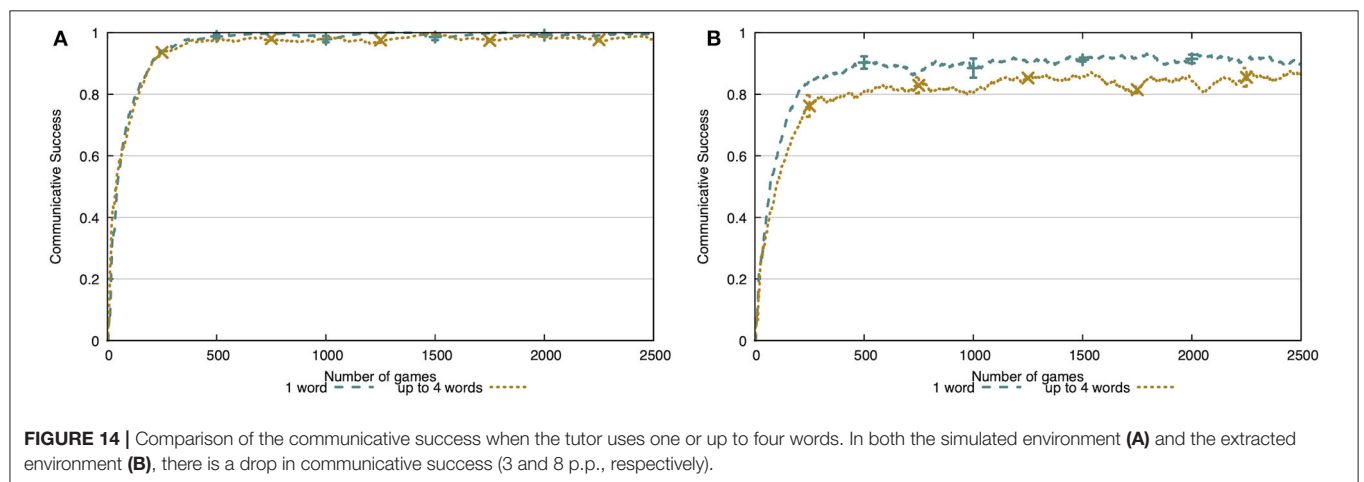 A
Communicative Success
1
0.8
0.6
0.4
0.2
0
0 500 1000 1500 2000 2500
Number of games
1 word up to 4 words
B
Communicative Success
1
0.8
0.6
0.4
0.2
0
0 500 1000 1500 2000 2500
Number of games
1 word up to 4 words
FIGURE 14 | Comparison of the communicative success when the tutor uses one or up to four words. In both the simulated environment (A) and the extracted
environment (B), there is a drop in communicative success (3 and 8 p.p., respectively).